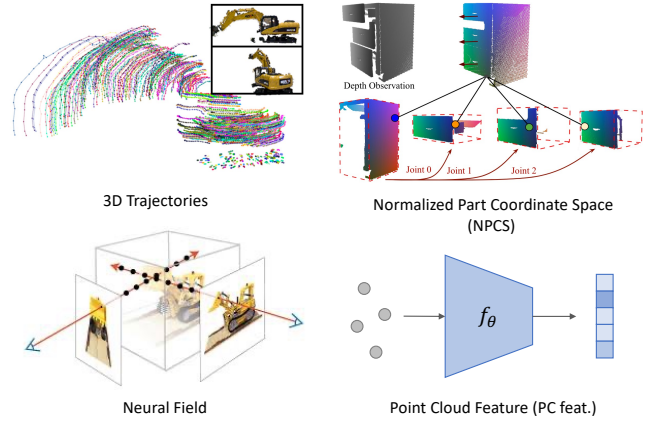 Depth Observation
Joint 0
Joint 1
Joint 2
3D Trajectories
Normalized Part Coordinate Space
(NPCS)
f_θ
Neural Field
Point Cloud Feature (PC feat.)